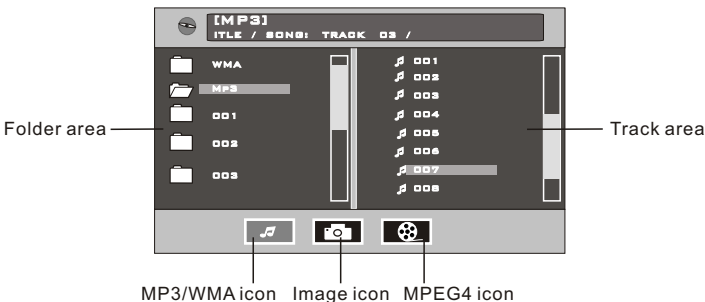 [MP3]
ITLE / SONG: TRACK 03 /
WMA
MP3
001
002
003
001
002
003
004
005
006
007
008
Folder area
Track area
MP3/WMA icon
Image icon
MPEG4 icon